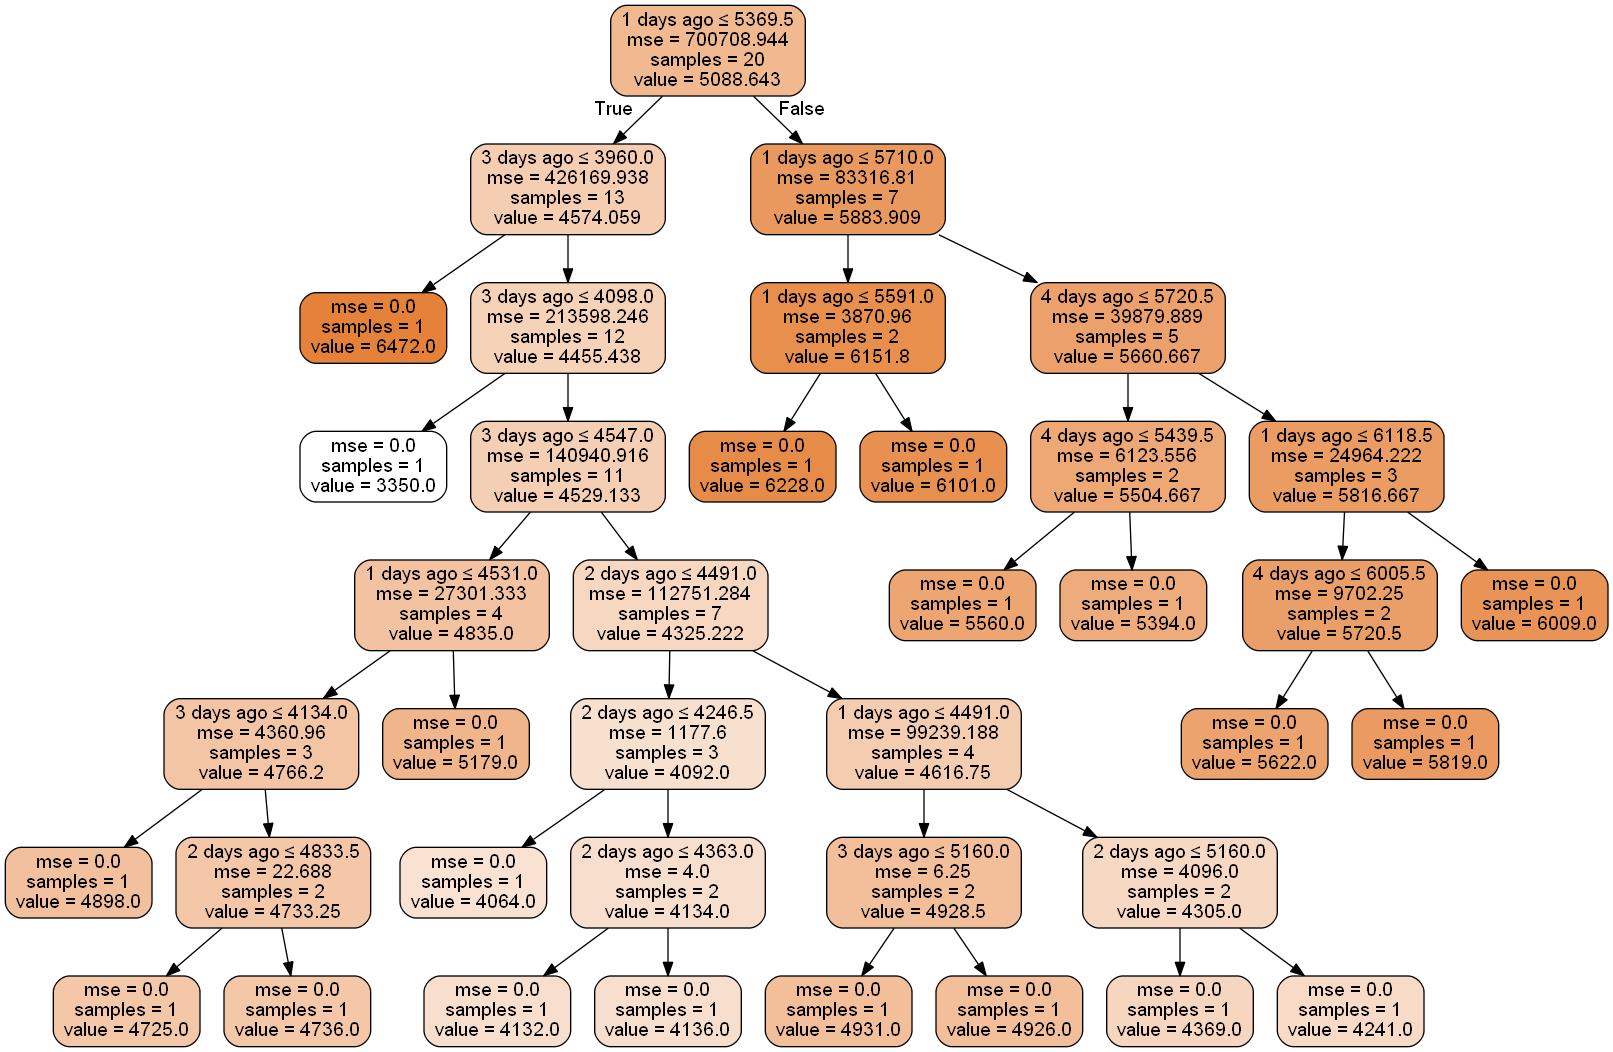 1 days ago ≤ 5369.5
mse = 700708.944
samples = 20
value = 5088.643
True
False
3 days ago ≤ 3960.0
mse = 426169.938
samples = 13
value = 4574.059
1 days ago ≤ 5710.0
mse = 83316.81
samples = 7
value = 5883.909
mse = 0.0
samples = 1
value = 6472.0
3 days ago ≤ 4098.0
mse = 213598.246
samples = 12
value = 4455.438
1 days ago ≤ 5591.0
mse = 3870.96
samples = 2
value = 6151.8
4 days ago ≤ 5720.5
mse = 39879.889
samples = 5
value = 5660.667
mse = 0.0
samples = 1
value = 3350.0
3 days ago ≤ 4547.0
mse = 140940.916
samples = 11
value = 4529.133
mse = 0.0
samples = 1
value = 6228.0
mse = 0.0
samples = 1
value = 6101.0
4 days ago ≤ 5439.5
mse = 6123.556
samples = 2
value = 5504.667
1 days ago ≤ 6118.5
mse = 24964.222
samples = 3
value = 5816.667
1 days ago ≤ 4531.0
mse = 27301.333
samples = 4
value = 4835.0
2 days ago ≤ 4491.0
mse = 112751.284
samples = 7
value = 4325.222
mse = 0.0
samples = 1
value = 5560.0
mse = 0.0
samples = 1
value = 5394.0
4 days ago ≤ 6005.5
mse = 9702.25
samples = 2
value = 5720.5
mse = 0.0
samples = 1
value = 6009.0
3 days ago ≤ 4134.0
mse = 4360.96
samples = 3
value = 4766.2
mse = 0.0
samples = 1
value = 5179.0
2 days ago ≤ 4246.5
mse = 1177.6
samples = 3
value = 4092.0
1 days ago ≤ 4491.0
mse = 99239.188
samples = 4
value = 4616.75
mse = 0.0
samples = 1
value = 5622.0
mse = 0.0
samples = 1
value = 5819.0
mse = 0.0
samples = 1
value = 4898.0
2 days ago ≤ 4833.5
mse = 22.688
samples = 2
value = 4733.25
mse = 0.0
samples = 1
value = 4064.0
2 days ago ≤ 4363.0
mse = 4.0
samples = 2
value = 4134.0
3 days ago ≤ 5160.0
mse = 6.25
samples = 2
value = 4928.5
2 days ago ≤ 5160.0
mse = 4096.0
samples = 2
value = 4305.0
mse = 0.0
samples = 1
value = 4725.0
mse = 0.0
samples = 1
value = 4736.0
mse = 0.0
samples = 1
value = 4132.0
mse = 0.0
samples = 1
value = 4136.0
mse = 0.0
samples = 1
value = 4931.0
mse = 0.0
samples = 1
value = 4926.0
mse = 0.0
samples = 1
value = 4369.0
mse = 0.0
samples = 1
value = 4241.0